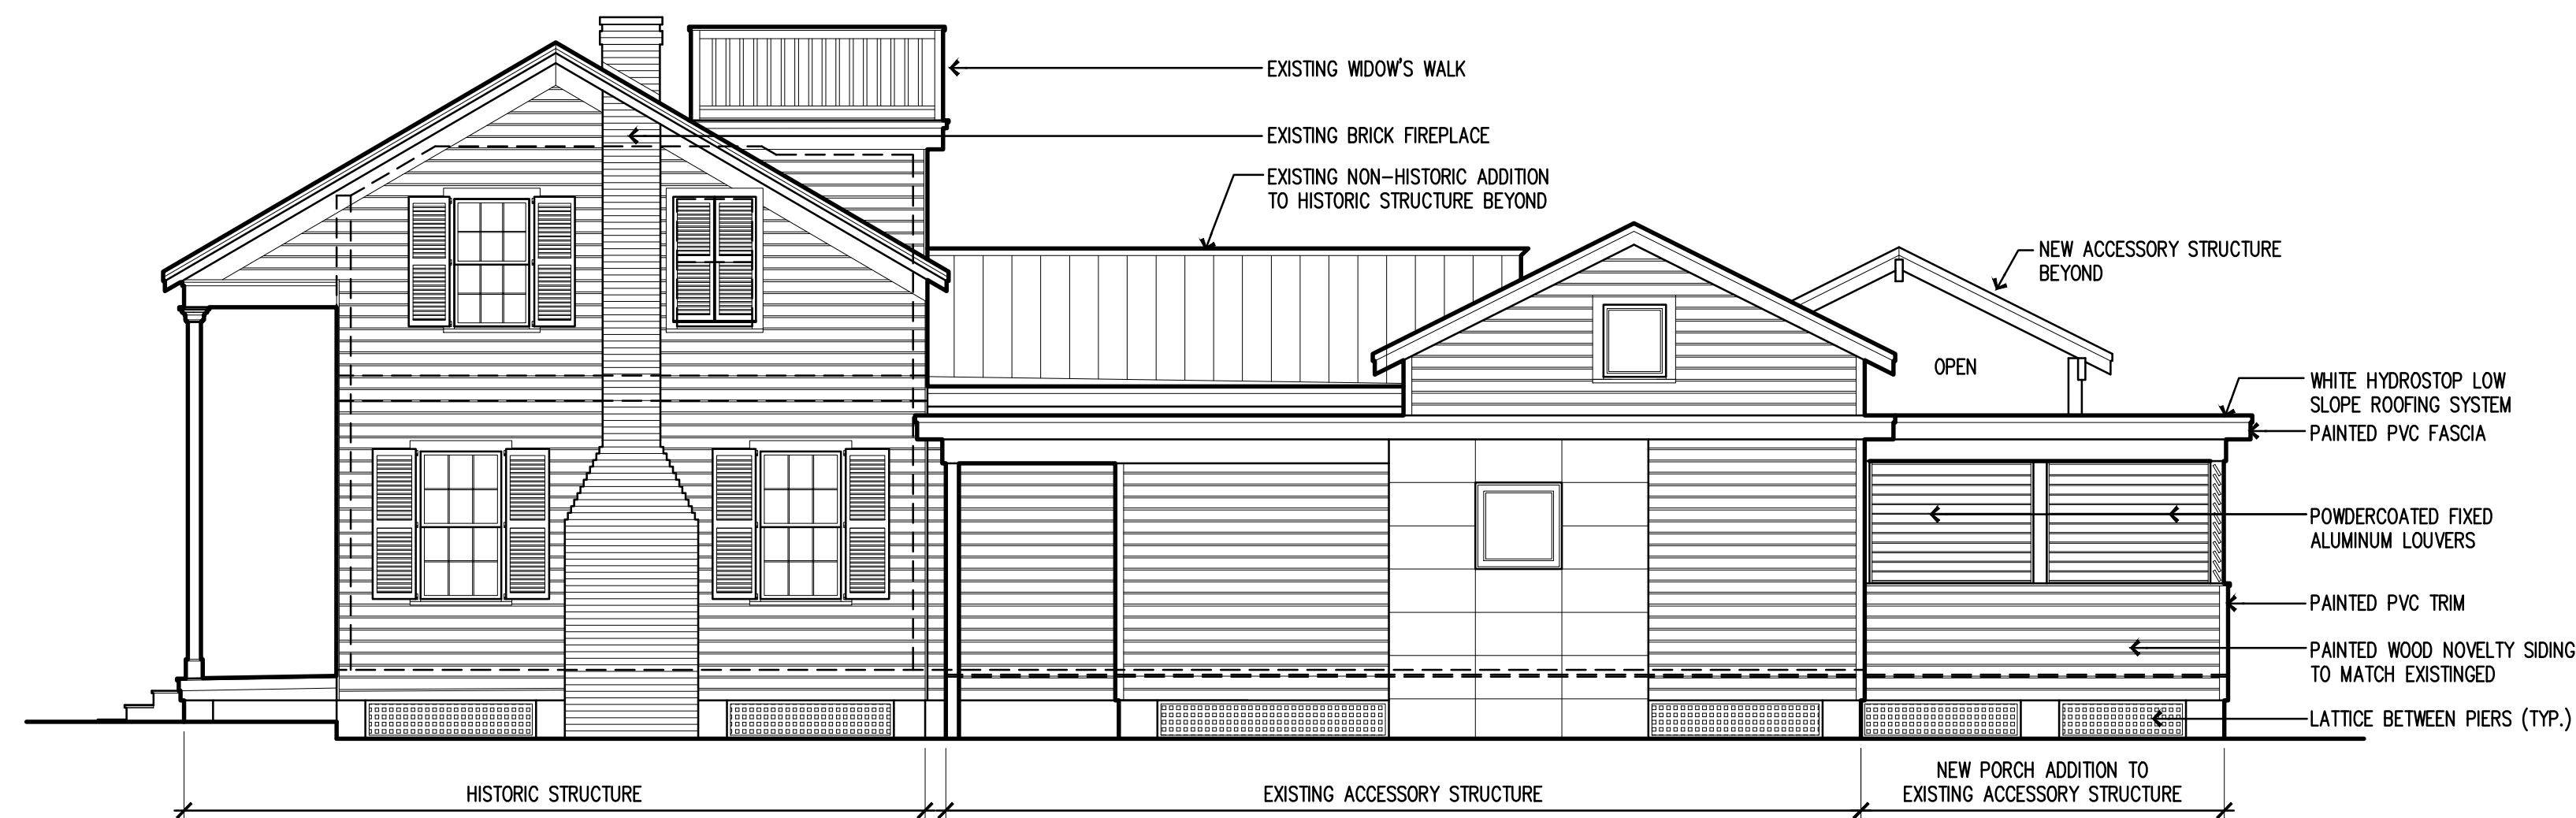 EXISTING WIDOW'S WALK
EXISTING BRICK FIREPLACE
EXISTING NON-HISTORIC ADDITION
TO HISTORIC STRUCTURE BEYOND
NEW ACCESSORY STRUCTURE
BEYOND
OPEN
WHITE HYDROSTOP LOW
SLOPE ROOFING SYSTEM
PAINTED PVC FASCIA
POWDERCOATED FIXED
ALUMINUM LOUVERS
PAINTED PVC TRIM
PAINTED WOOD NOVELTY SIDING
TO MATCH EXISTINGED
LATTICE BETWEEN PIERS (TYP.)
HISTORIC STRUCTURE
EXISTING ACCESSORY STRUCTURE
NEW PORCH ADDITION TO
EXISTING ACCESSORY STRUCTURE